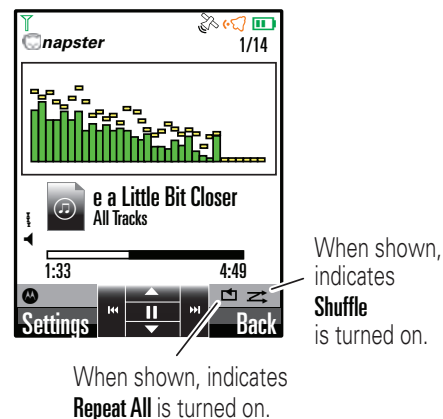 napster
1/14
e a Little Bit Closer
All Tracks
1:33 4:49
Settings Back
When shown,
indicates
Shuffle
is turned on.
When shown, indicates
Repeat All is turned on.